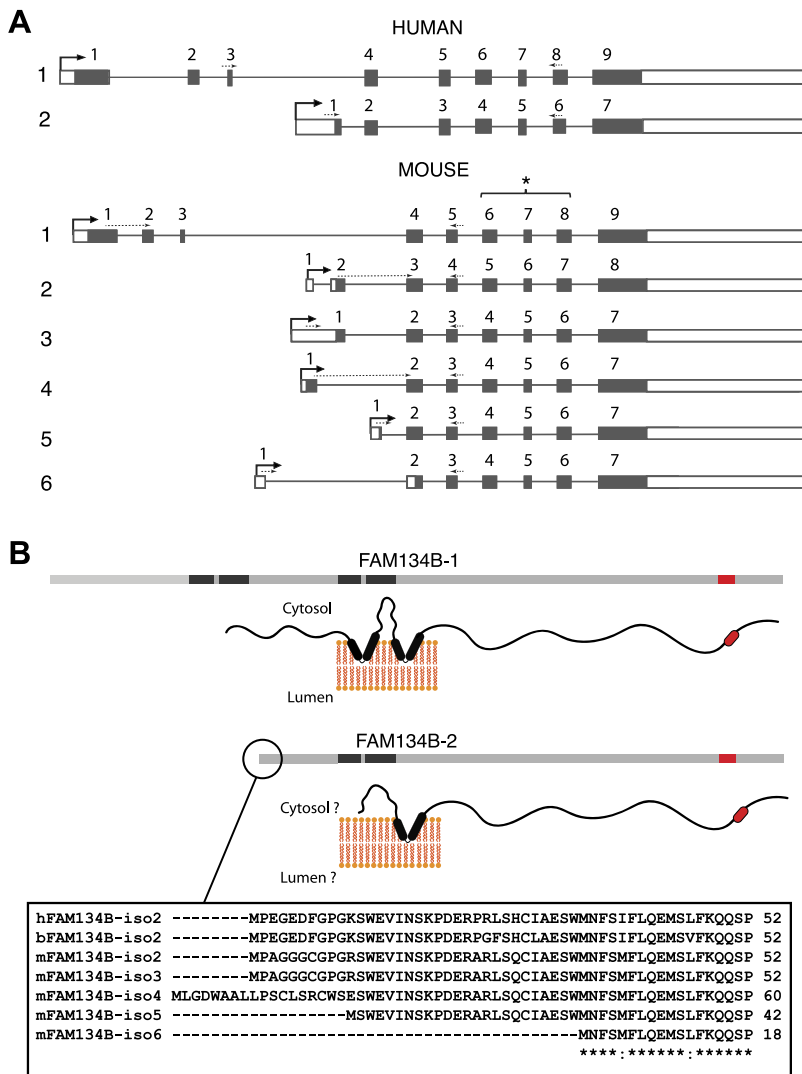 A
HUMAN
1 1 2 3 4 5 6 7 8 9
2 1 2 3 4 5 6 7
MOUSE
*
1 1 2 3 4 5 6 7 8 9
2 1 2 3 4 5 6 7 8
3 1 2 3 4 5 6 7
4 1 2 3 4 5 6 7
5 1 2 3 4 5 6 7
6 1 2 3 4 5 6 7
B
FAM134B-1
Cytosol
Lumen
FAM134B-2
Cytosol ?
Lumen ?
hFAM134B-iso2 --------MPEGEDFGPGKSWEVINSKPDERPRLSHCIAESWMNFSIFLQEMSLFKQQSP 52
bFAM134B-iso2 --------MPEGEDFGPGKSWEVINSKPDERPGFSHCLAESWMNFSIFLQEMSVFKQQSP 52
mFAM134B-iso2 --------MPAGGGCGPGRSWEVINSKPDERARLSQCIAESWMNFSMFLQEMSLFKQQSP 52
mFAM134B-iso3 --------MPAGGGCGPGRSWEVINSKPDERARLSQCIAESWMNFSMFLQEMSLFKQQSP 52
mFAM134B-iso4 MLGDWAALLPSCLSRCWSESWEVINSKPDERARLSQCIAESWMNFSMFLQEMSLFKQQSP 60
mFAM134B-iso5 ------------------MSWEVINSKPDERARLSQCIAESWMNFSMFLQEMSLFKQQSP 42
mFAM134B-iso6 ------------------------------------------MNFSMFLQEMSLFKQQSP 18
****:******:******